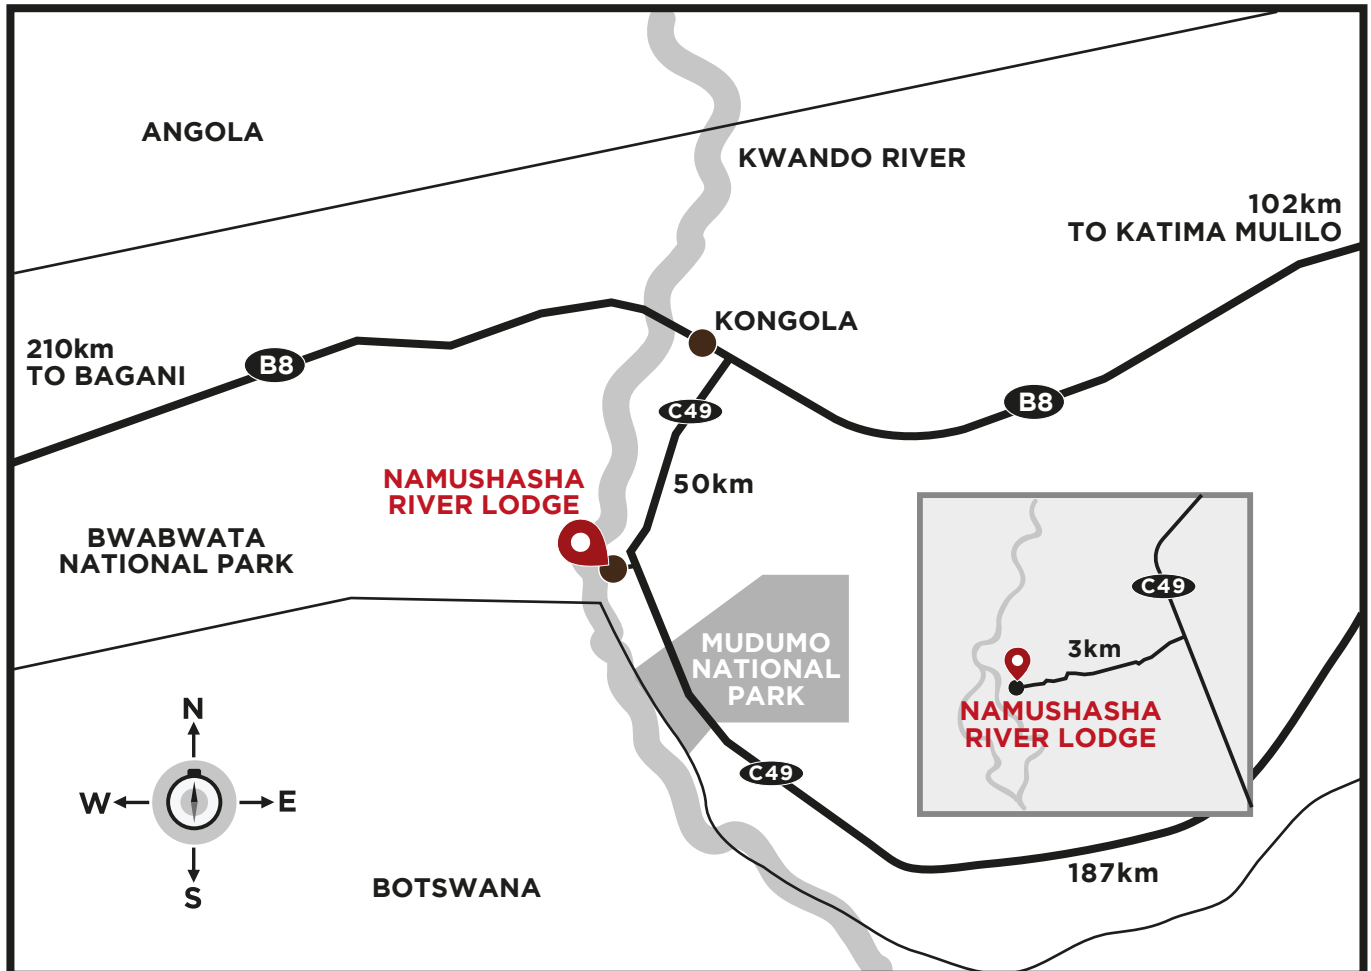 ANGOLA
KWANDO RIVER
102km
TO KATIMA MULILO
KONGOLA
210km
TO BAGANI
B8
B8
C49
50km
NAMUSHASHA
RIVER LODGE
BWABWATA
NATIONAL PARK
MUDUMO
NATIONAL
PARK
C49
3km
NAMUSHASHA
RIVER LODGE
C49
187km
N
W
E
S
BOTSWANA